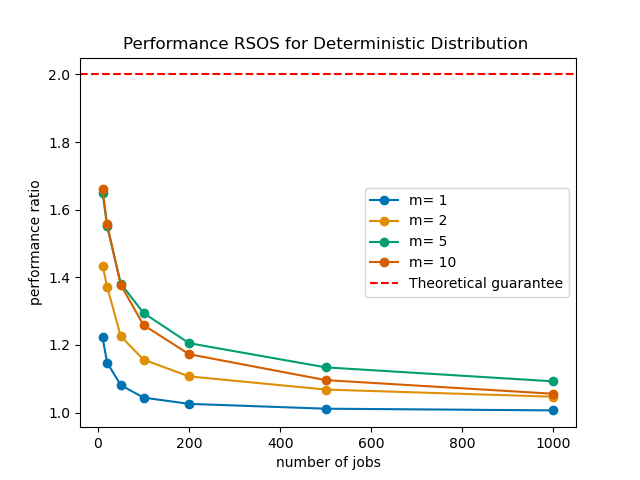 Performance RSOS for Deterministic Distribution
performance ratio
2.0
1.8
1.6
1.4
1.2
1.0
m= 1
m= 2
m= 5
m= 10
Theoretical guarantee
0 200 400 600 800 1000
number of jobs